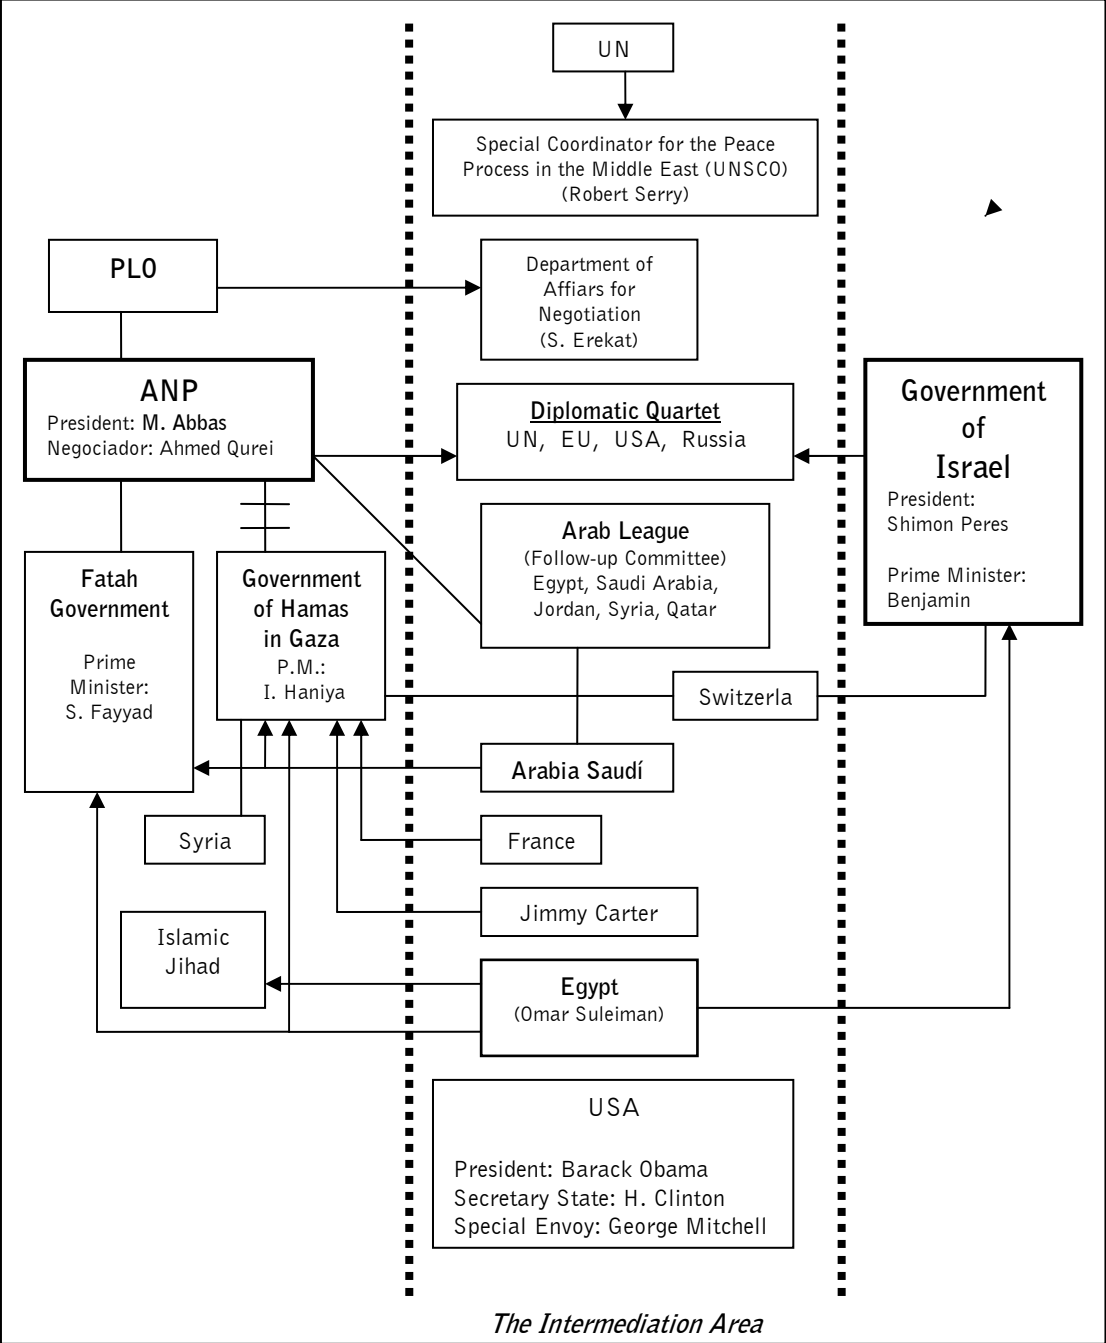 UN
Special Coordinator for the Peace
Process in the Middle East (UNSCO)
(Robert Serry)
PLO
Department of
Affiars for
Negotiation
(S. Erekat)
ANP
President: M. Abbas
Negociador: Ahmed Qurei
Diplomatic Quartet
UN, EU, USA, Russia
Government
of
Israel
President:
Shimon Peres
Prime Minister:
Benjamin
Arab League
(Follow-up Committee)
Egypt, Saudi Arabia,
Jordan, Syria, Qatar
Fatah
Government
Prime
Minister:
S. Fayyad
Government
of Hamas
in Gaza
P.M.:
I. Haniya
Switzerla
Arabia Saudí
Syria
France
Jimmy Carter
Islamic
Jihad
Egypt
(Omar Suleiman)
USA
President: Barack Obama
Secretary State: H. Clinton
Special Envoy: George Mitchell
The Intermediation Area